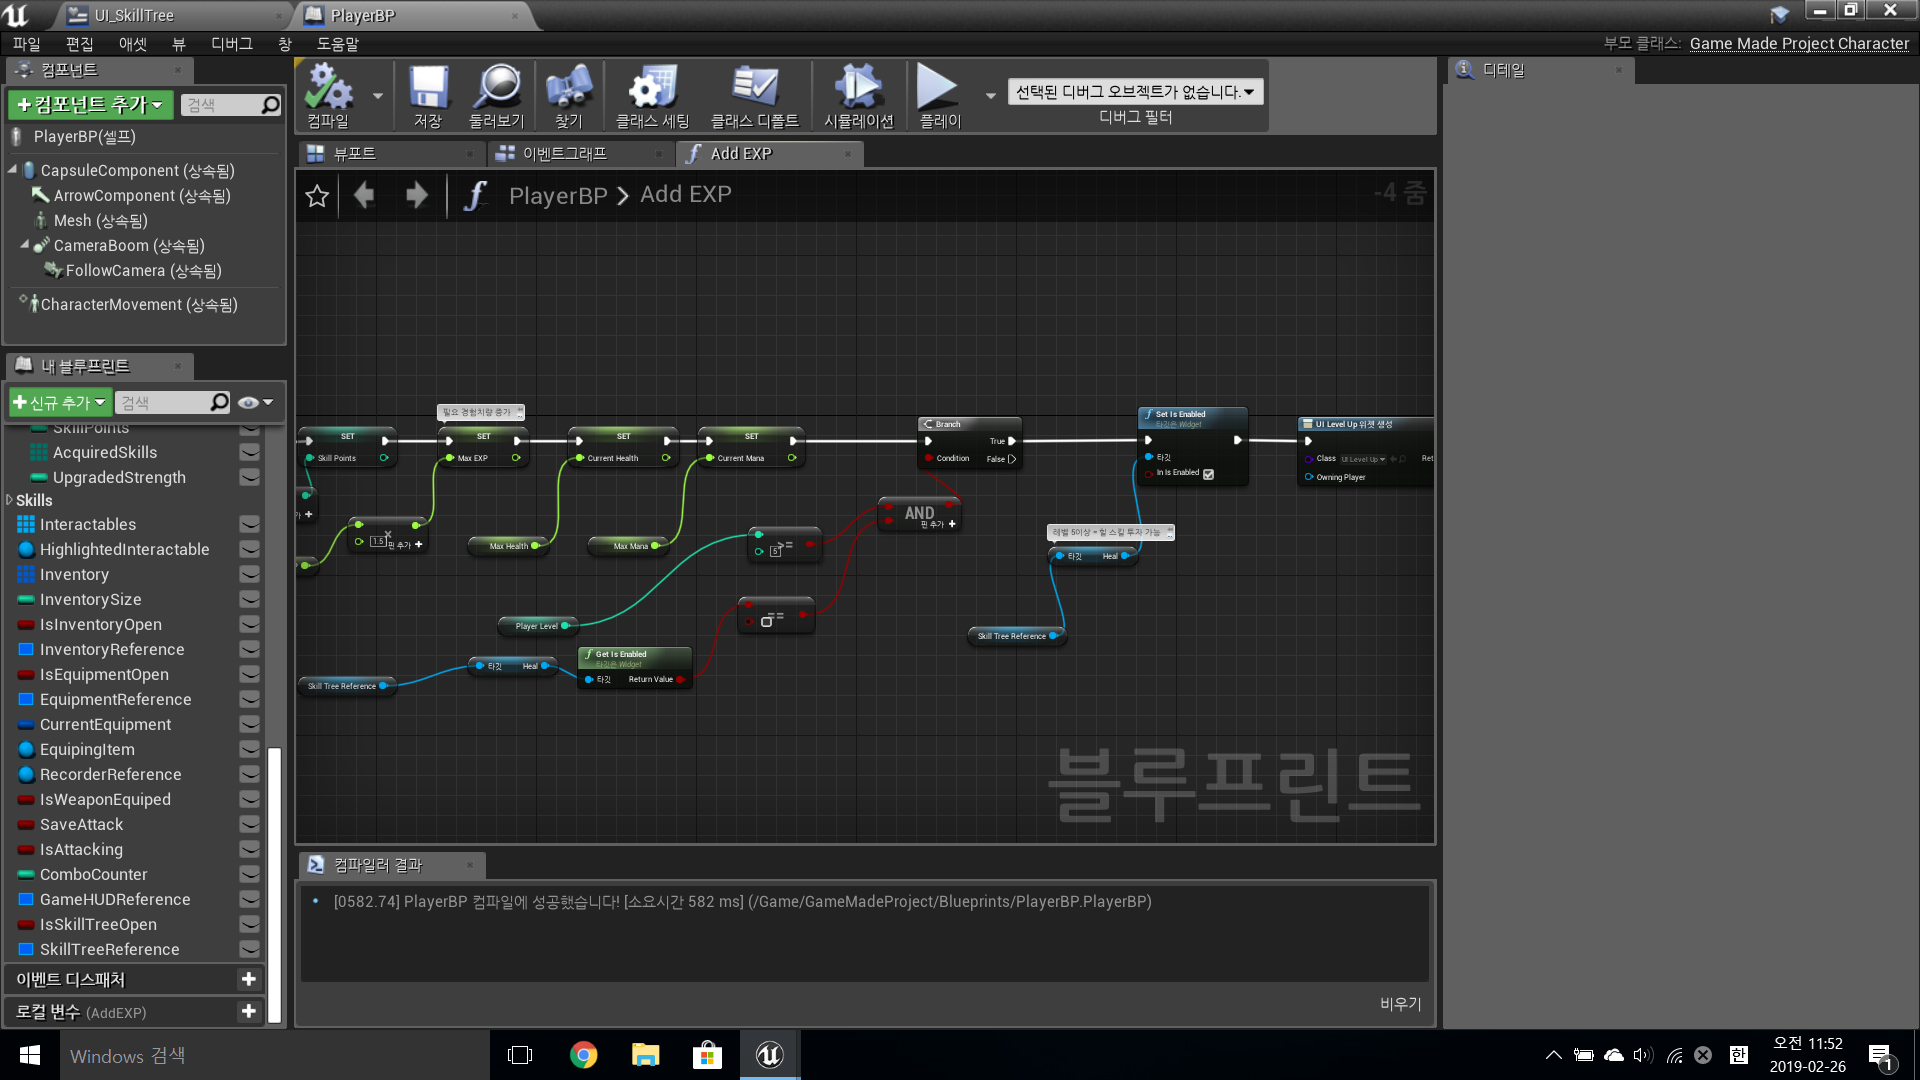 UI_SkillTree
PlayerBP
파일 편집 애셋 뷰 디버그 창 도움말
부모 클래스: Game Made Project Character
컴포넌트
+컴포넌트 추가
검색
PlayerBP(셀프)
CapsuleComponent (상속됨)
ArrowComponent (상속됨)
Mesh (상속됨)
CameraBoom (상속됨)
FollowCamera (상속됨)
CharacterMovement (상속됨)
컴파일
저장
둘러보기
찾기
클래스 세팅
클래스 디폴트
시뮬레이션
플레이
선택된 디버그 오브젝트가 없습니다.
디버그 필터
디테일
뷰포트
이벤트그래프
Add EXP
PlayerBP > Add EXP
-4 줌
내 블루프린트
+신규 추가
검색
SkillPoints
AcquiredSkills
UpgradedStrength
Skills
Interactables
HighlightedInteractable
Inventory
InventorySize
IsInventoryOpen
InventoryReference
IsEquipmentOpen
EquipmentReference
CurrentEquipment
EquipingItem
RecorderReference
IsWeaponEquiped
SaveAttack
IsAttacking
ComboCounter
GameHUDReference
IsSkillTreeOpen
SkillTreeReference
이벤트 디스패처
로컬 변수 (AddEXP)
필요 경험치량 증가
SET
Skill Points
SET
Max EXP
SET
Current Health
SET
Current Mana
Branch
True
Condition
False
Set Is Enabled
타깃은 Widget
타깃
In Is Enabled
UI Level Up 위젯 생성
Class
UI Level Up
Owning Player
1.5
핀 추가 +
Max Health
Max Mana
>=
5
AND
핀 추가 +
==
Player Level
Skill Tree Reference
타깃 Heal
Get Is Enabled
타깃은 Widget
타깃
Return Value
레벨 5이상 = 힐 스킬 투자 가능
타깃 Heal
Skill Tree Reference
블루프린트
컴파일러 결과
[0582.74] PlayerBP 컴파일에 성공했습니다! [소요시간 582 ms] (/Game/GameMadeProject/Blueprints/PlayerBP.PlayerBP)
비우기
Windows 검색
한
오전 11:52
2019-02-26
1